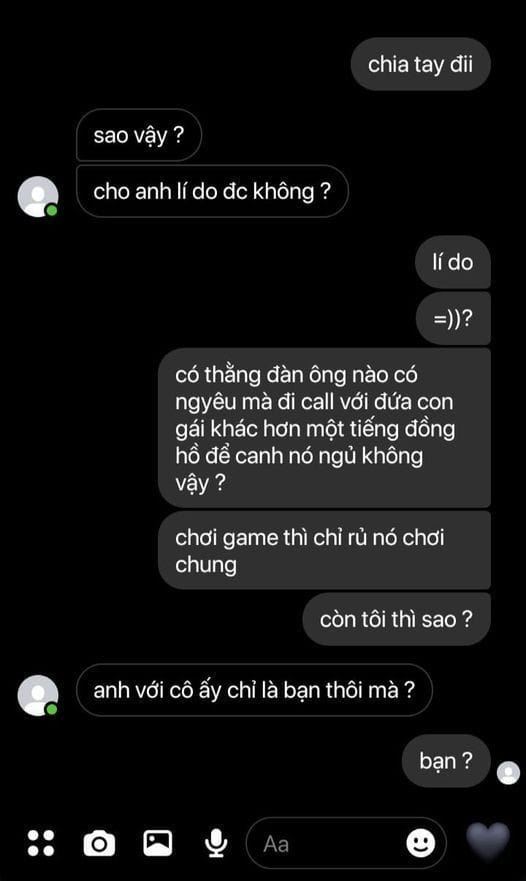 chia tay đii
sao vậy ?
cho anh lí do đc không ?
lí do
=))?
có thằng đàn ông nào có
ngyêu mà đi call với đứa con
gái khác hơn một tiếng đồng
hồ để canh nó ngủ không
vậy ?
chơi game thì chỉ rủ nó chơi
chung
còn tôi thì sao ?
anh với cô ấy chỉ là bạn thôi mà ?
bạn ?
Aa